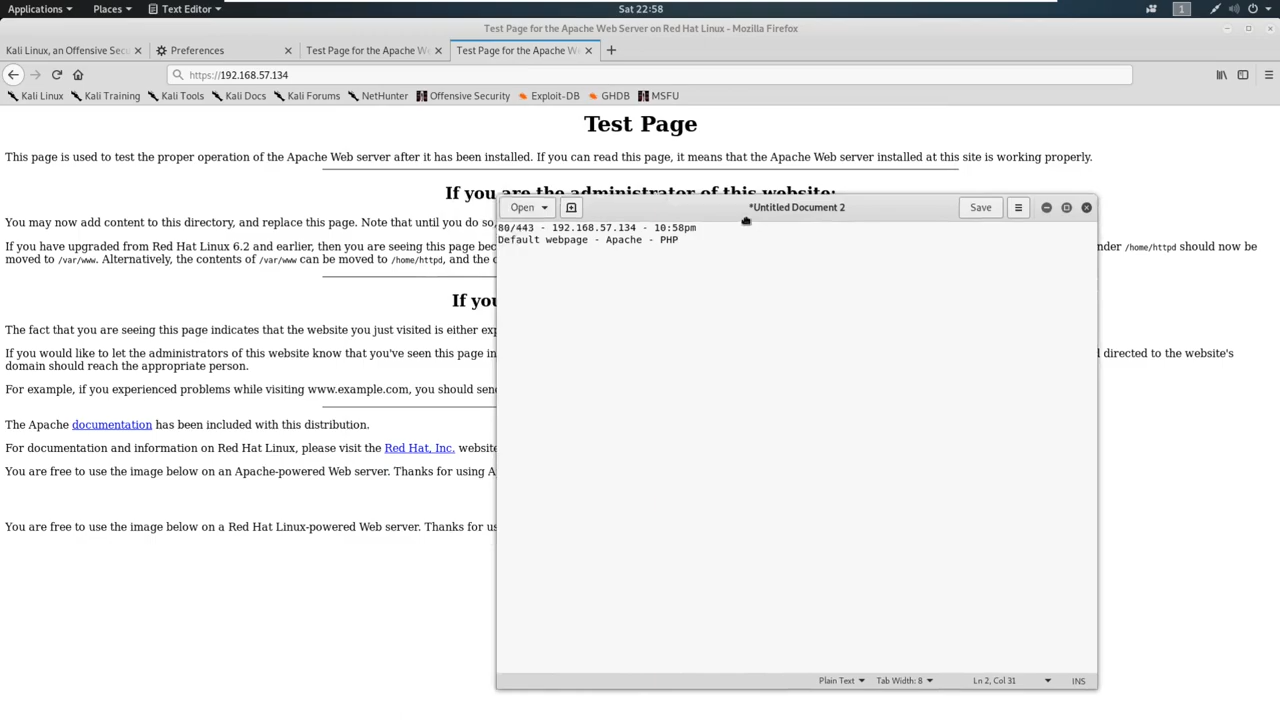 Applications Places Text Editor Sat 22:58 1
Test Page for the Apache Web Server on Red Hat Linux - Mozilla Firefox
Kali Linux, an Offensive Sec Preferences Test Page for the Apache W Test Page for the Apache W
https://192.168.57.134
Kali Linux Kali Training Kali Tools Kali Docs Kali Forums NetHunter Offensive Security Exploit-DB GHDB MSFU
Test Page
This page is used to test the proper operation of the Apache Web server after it has been installed. If you can read this page, it means that the Apache Web server installed at this site is working properly.
If you are the administrator of this website:
You may now add content to this directory, and replace this page. Note that until you do so,
If you have upgraded from Red Hat Linux 6.2 and earlier, then you are seeing this page bec
nder /home/httpd should now be
moved to /var/www. Alternatively, the contents of /var/www can be moved to /home/httpd, and the c
If you
The fact that you are seeing this page indicates that the website you just visited is either exp
If you would like to let the administrators of this website know that you've seen this page in
d directed to the website's
domain should reach the appropriate person.
For example, if you experienced problems while visiting www.example.com, you should sen
The Apache documentation has been included with this distribution.
For documentation and information on Red Hat Linux, please visit the Red Hat, Inc. website
You are free to use the image below on an Apache-powered Web server. Thanks for using A
You are free to use the image below on a Red Hat Linux-powered Web server. Thanks for us
Open *Untitled Document 2 Save
80/443 - 192.168.57.134 - 10:58pm
Default webpage - Apache - PHP
Plain Text Tab Width: 8 Ln 2, Col 31 INS